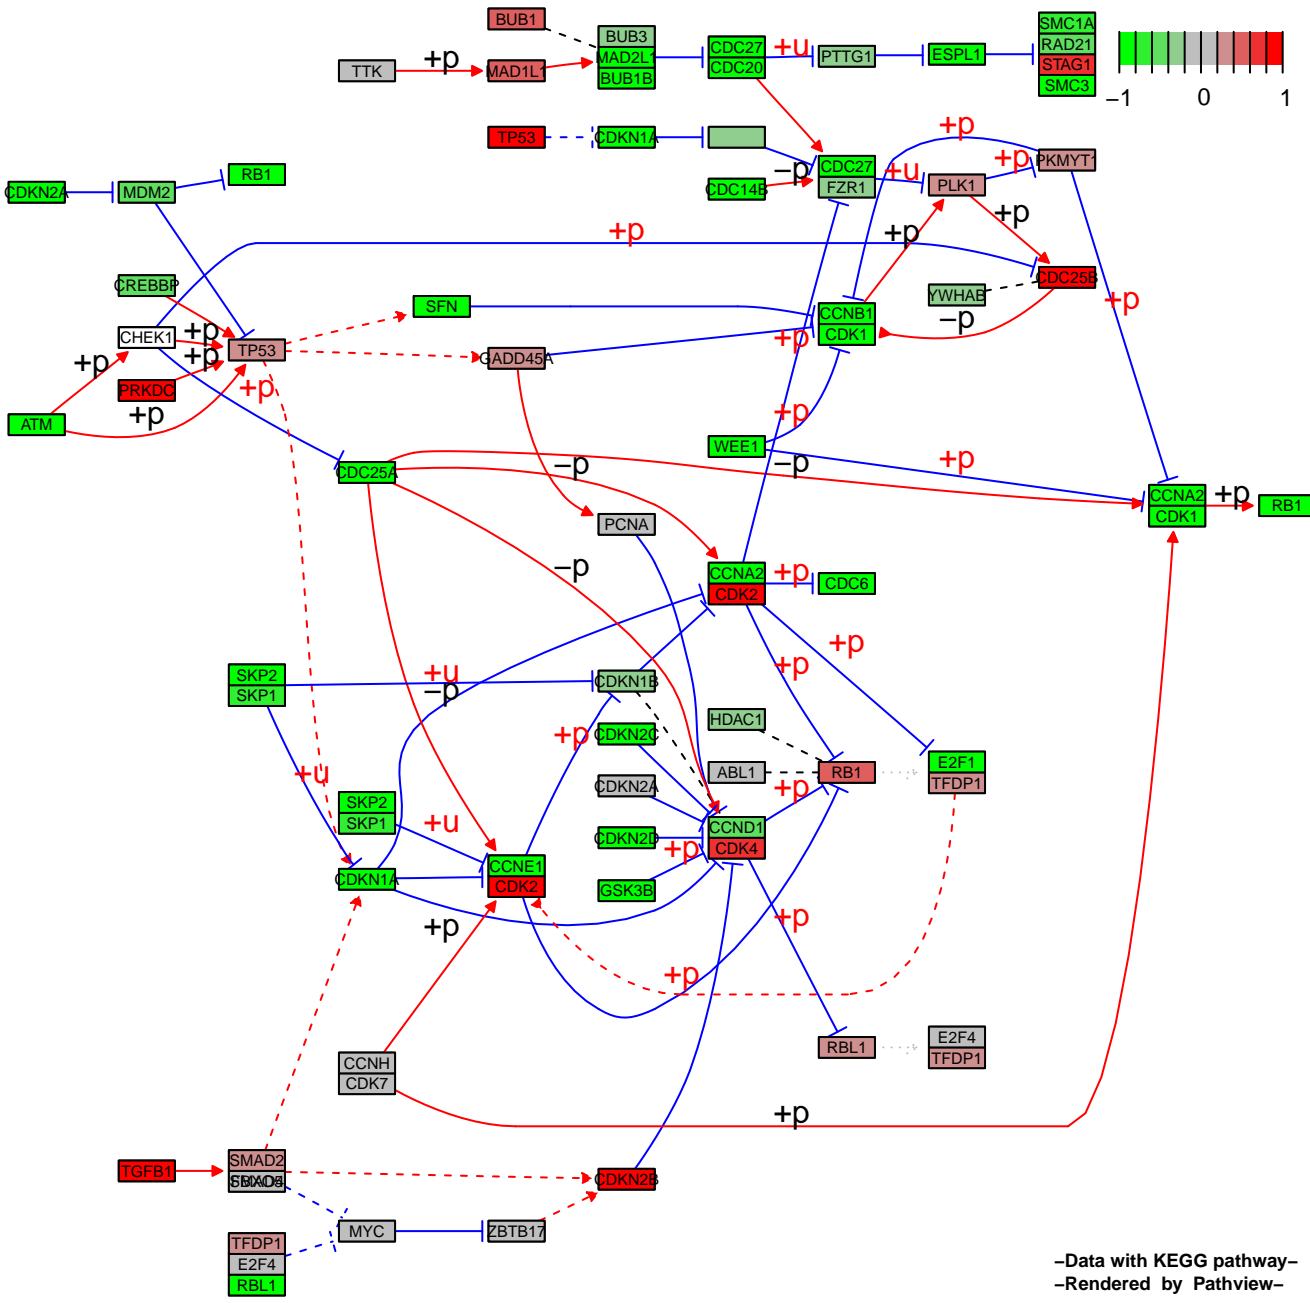 BUB1
BUB3
MAD2L1
BUB1B
TTK
+p
MAD1L1
CDC27
CDC20
+u
PTTG1
ESPL1
SMC1A
RAD21
STAG1
SMC3
−1
0
1
TP53
CDKN1A
CDC27
FZR1
−p
CDC14B
+u
PLK1
+p
+p
PKMYT1
CDKN2A
MDM2
RB1
+p
+p
+p
CREBBP
CHEK1
+p
+p
TP53
PRKDC
+p
+p
+p
ATM
SFN
GADD45A
CCNB1
CDK1
+p
YWHAB
−p
CDC25B
+p
+p
+p
WEE1
−p
CDC25A
−p
−p
PCNA
CCNA2
CDK1
+p
RB1
CCNA2
CDK2
+p
CDC6
+p
+p
SKP2
SKP1
+u
−p
CDKN1B
+p
CDKN2C
HDAC1
ABL1
RB1
E2F1
TFDP1
+u
CDKN2A
+p
SKP2
SKP1
+u
CDKN2D
+p
CCND1
CDK4
CDKN1A
CCNE1
CDK2
GSK3B
+p
+p
+p
CCNH
CDK7
RBL1
E2F4
TFDP1
+p
TGFB1
SMAD2
CDKN2B
MYC
ZBTB17
TFDP1
E2F4
RBL1
−Data with KEGG pathway−
−Rendered by Pathview−